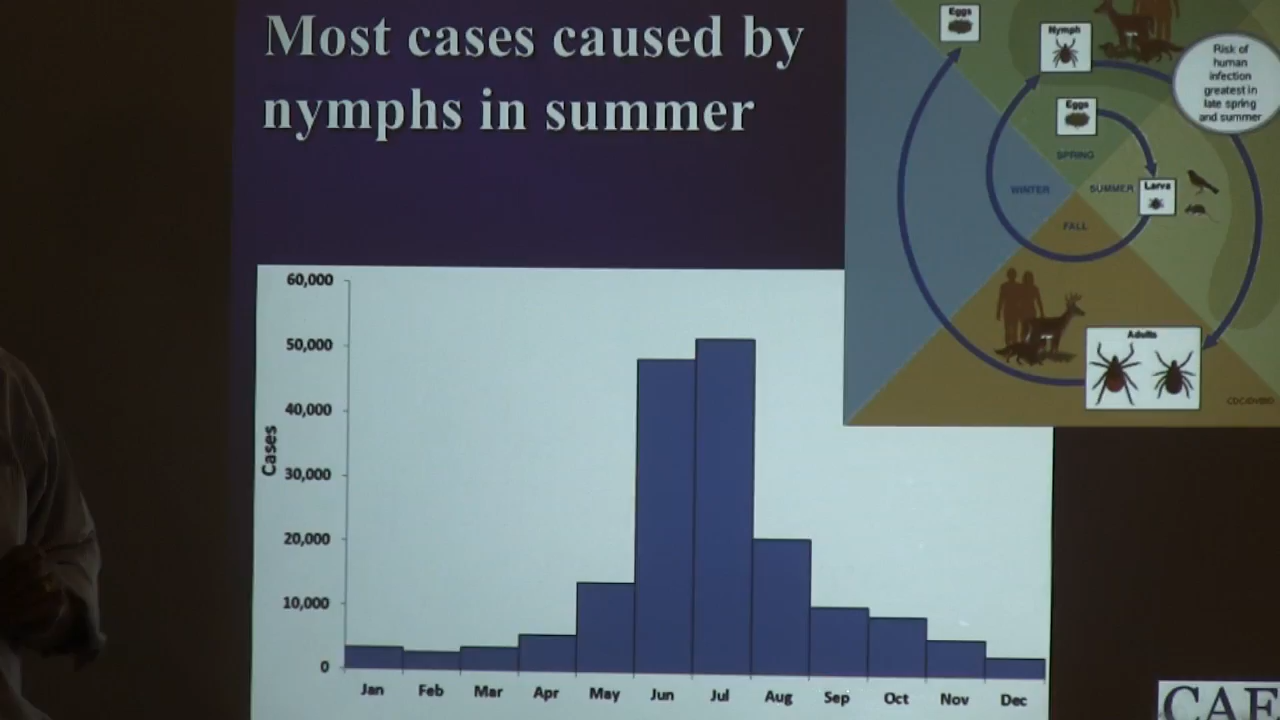 Most cases caused by
nymphs in summer
Eggs
Nymph
Risk of
human
infection
greatest in
late spring
and summer
Eggs
SPRING
WINTER
SUMMER
Larva
FALL
Adults
60,000
50,000
40,000
30,000
20,000
10,000
0
Cases
Jan Feb Mar Apr May Jun Jul Aug Sep Oct Nov Dec